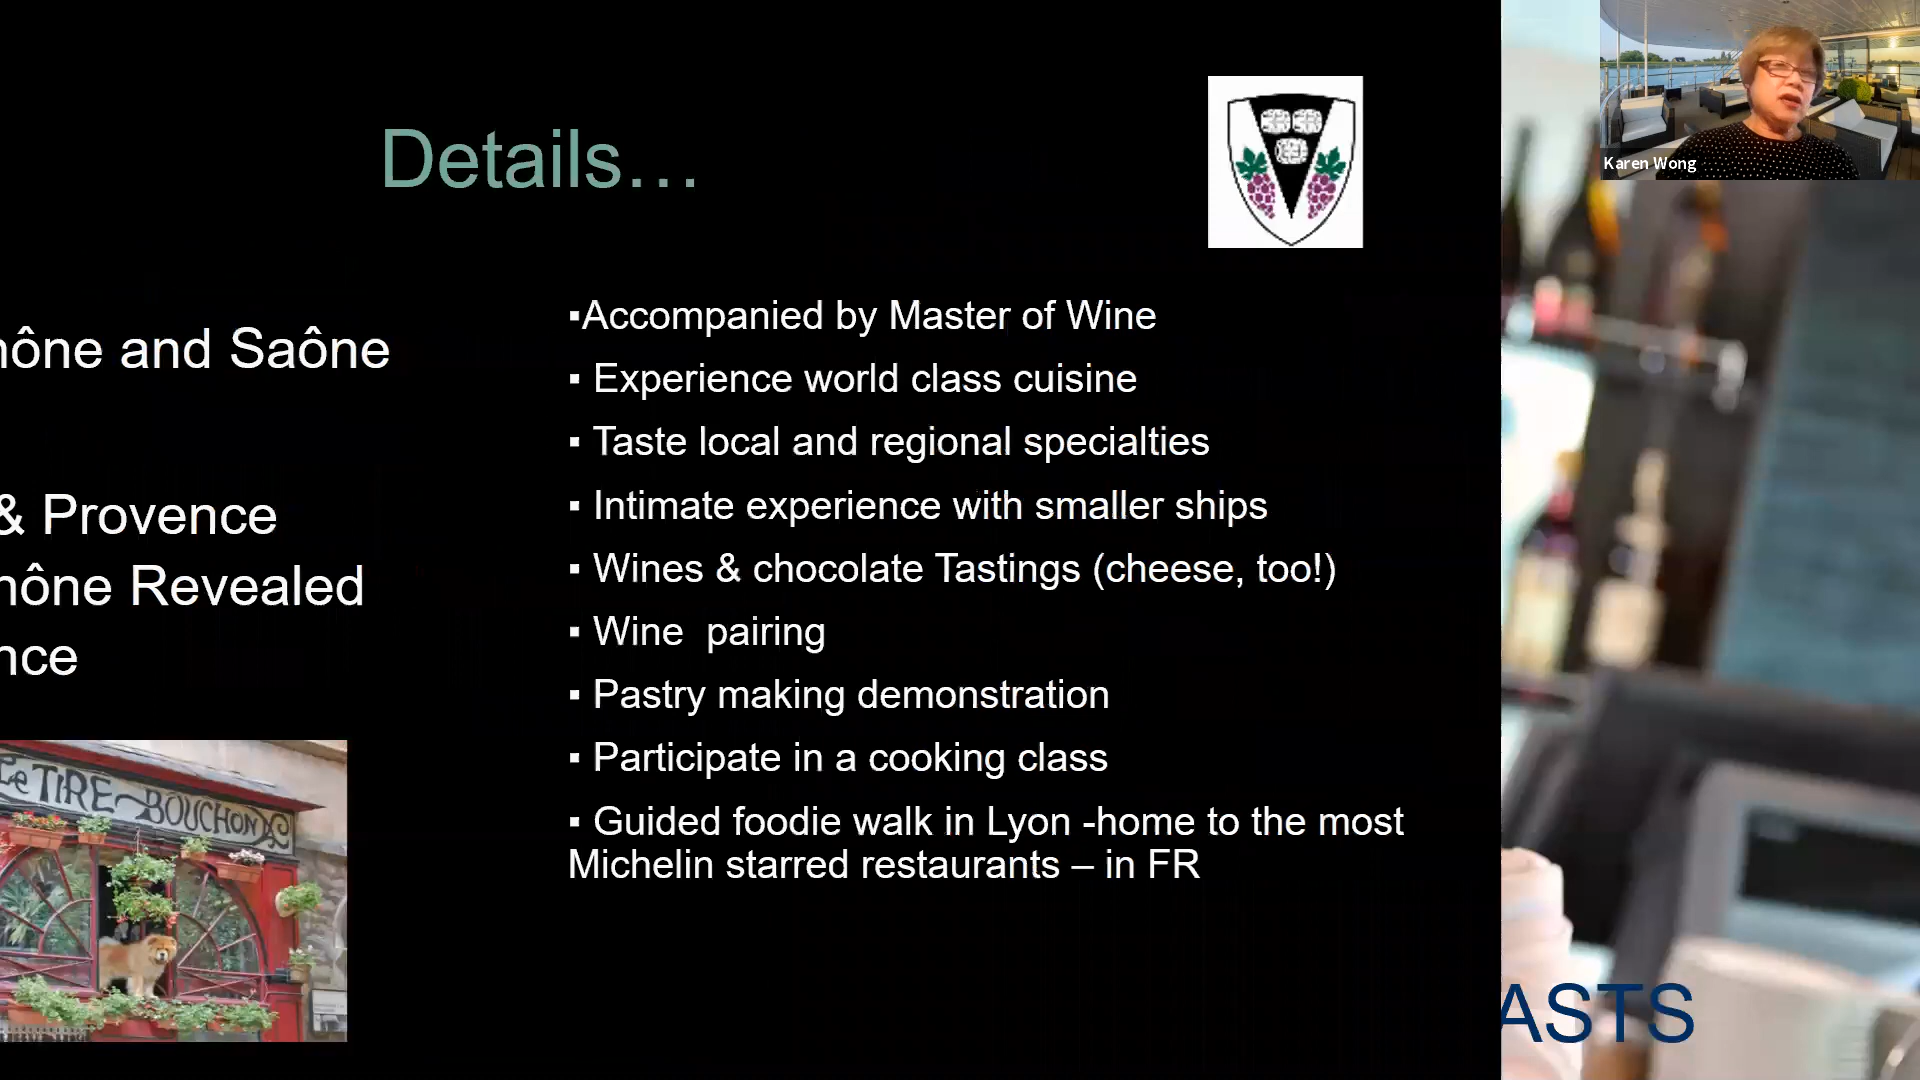 Details…
Karen Wong
and Saône
& Provence
Revealed
▪Accompanied by Master of Wine
▪ Experience world class cuisine
▪ Taste local and regional specialties
▪ Intimate experience with smaller ships
▪ Wines & chocolate Tastings (cheese, too!)
▪ Wine  pairing
▪ Pastry making demonstration
▪ Participate in a cooking class
▪ Guided foodie walk in Lyon -home to the most
Michelin starred restaurants – in FR
Le TIRE BOUCHON
ASTS